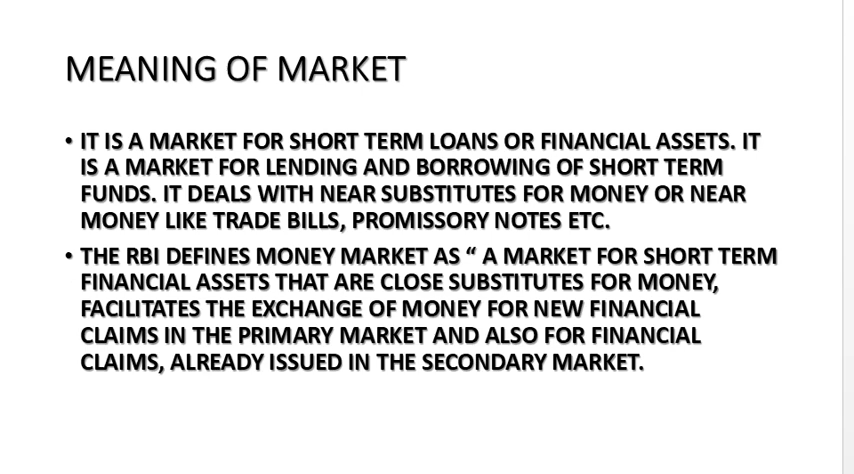 MEANING OF MARKET
• IT IS A MARKET FOR SHORT TERM LOANS OR FINANCIAL ASSETS. IT
IS A MARKET FOR LENDING AND BORROWING OF SHORT TERM
FUNDS. IT DEALS WITH NEAR SUBSTITUTES FOR MONEY OR NEAR
MONEY LIKE TRADE BILLS, PROMISSORY NOTES ETC.
• THE RBI DEFINES MONEY MARKET AS “ A MARKET FOR SHORT TERM
FINANCIAL ASSETS THAT ARE CLOSE SUBSTITUTES FOR MONEY,
FACILITATES THE EXCHANGE OF MONEY FOR NEW FINANCIAL
CLAIMS IN THE PRIMARY MARKET AND ALSO FOR FINANCIAL
CLAIMS, ALREADY ISSUED IN THE SECONDARY MARKET.